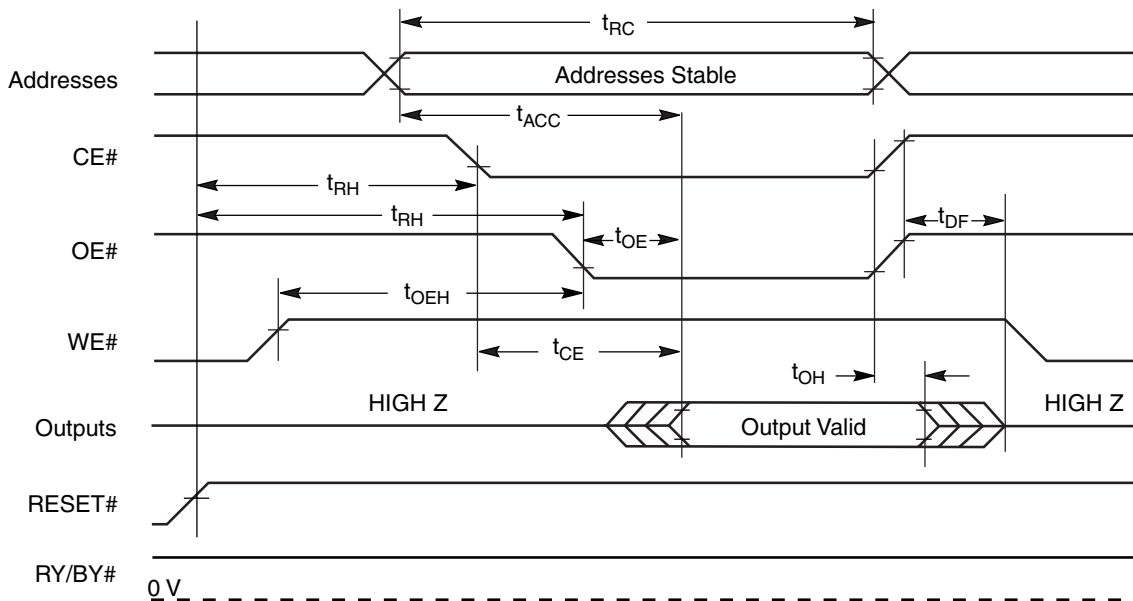 tRC
Addresses
Addresses Stable
tACC
CE#
tRH
tRH
tDF
OE#
tOE
tOEH
WE#
tCE
tOH
HIGH Z
HIGH Z
Outputs
Output Valid
RESET#
RY/BY#
0 V